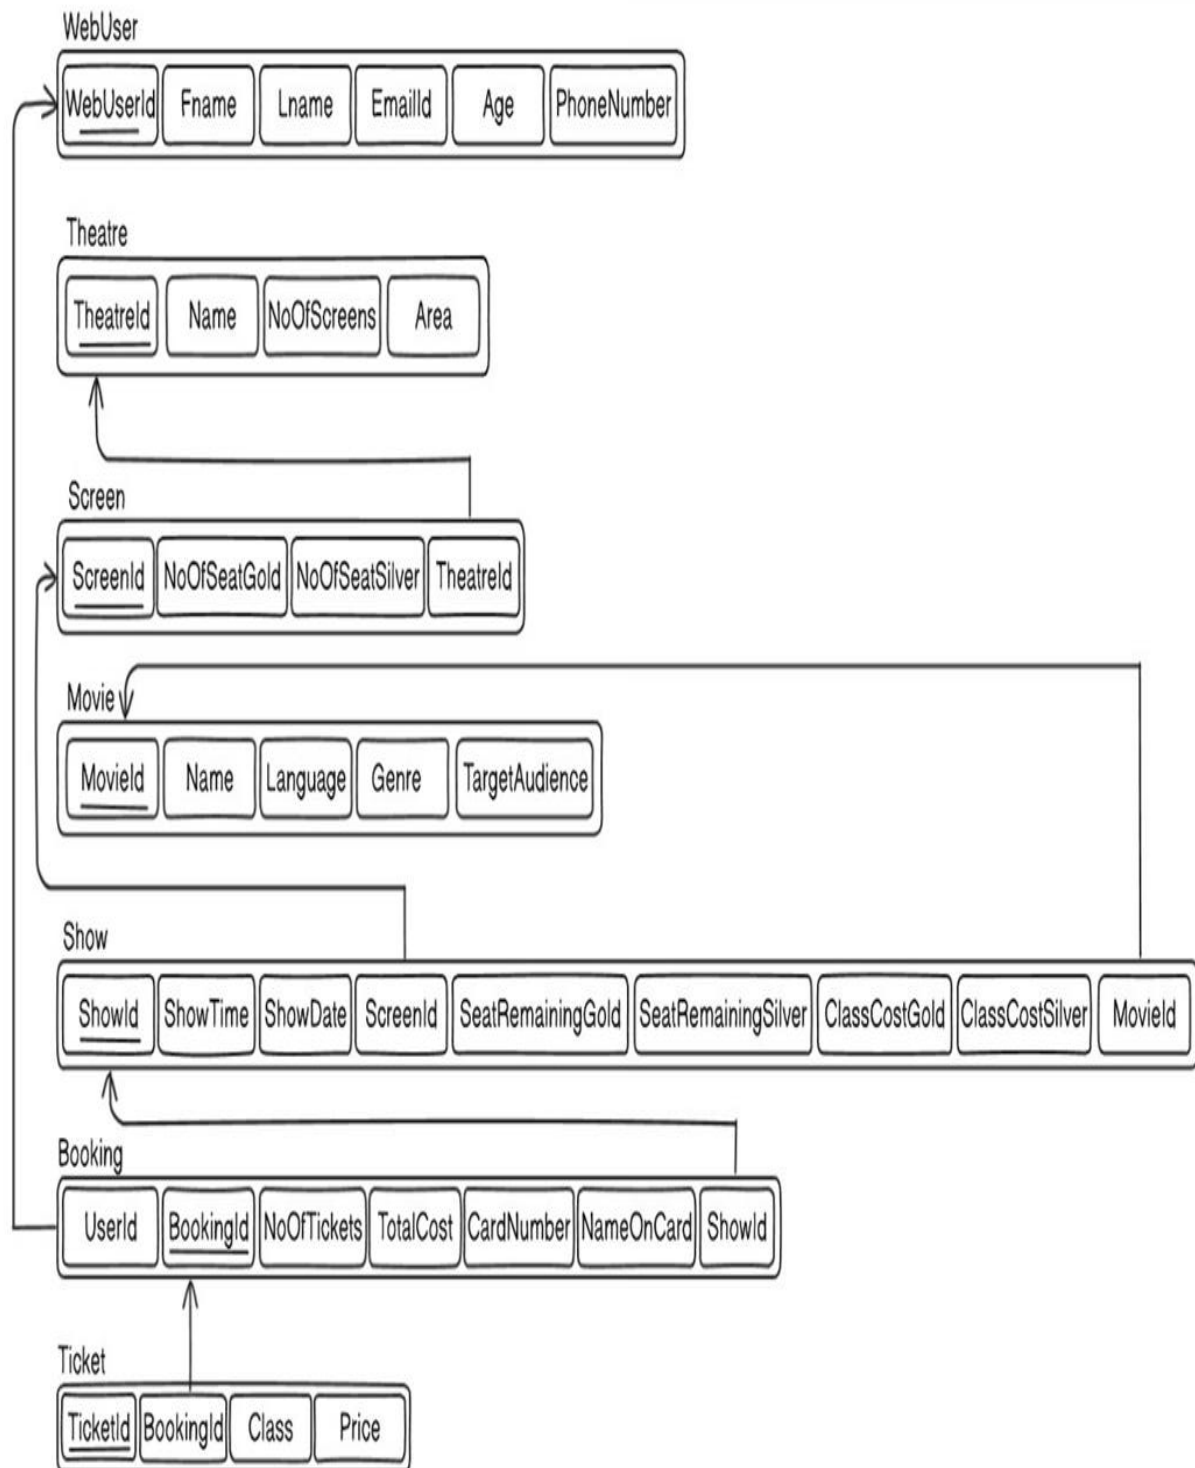 WebUser
WebUserId Fname Lname EmailId Age PhoneNumber
Theatre
TheatreId Name NoOfScreens Area
Screen
ScreenId NoOfSeatGold NoOfSeatSilver TheatreId
Movie
MovieId Name Language Genre TargetAudience
Show
ShowId ShowTime ShowDate ScreenId SeatRemainingGold SeatRemainingSilver ClassCostGold ClassCostSilver MovieId
Booking
UserId BookingId NoOfTickets TotalCost CardNumber NameOnCard ShowId
Ticket
TicketId BookingId Class Price